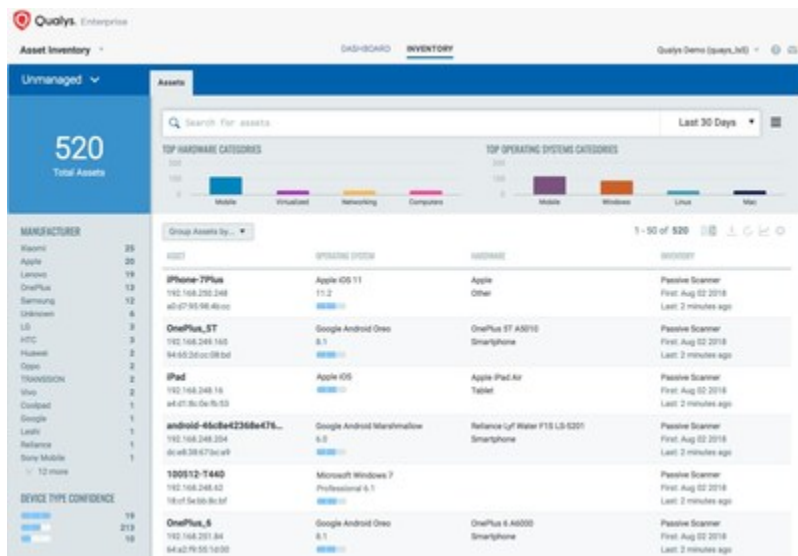 Qualys. Enterprise
Asset Inventory
DASHBOARD INVENTORY
Unmanaged
Assets
520
Total Assets
Search for assets
Last 30 Days
TOP HARDWARE CATEGORIES
TOP OPERATING SYSTEMS CATEGORIES
Mobile Virtualized Networking Computers
Mobile Windows Linux Mac
Group Assets by...
1 - 50 of 520
MANUFACTURER
Xiaomi 25
Apple 20
Lenovo 19
OnePlus 13
Samsung 12
Unknown 6
LG 3
HTC 3
Huawei 2
Oppo 2
TRANSSION 2
Vivo 2
Coolpad 1
Google 1
Leshi 1
Reliance 1
Sony Mobile 1
12 more
DEVICE TYPE CONFIDENCE
19
213
10
ASSET OPERATING SYSTEM HARDWARE INVENTORY
iPhone-7Plus Apple iOS 11 Apple Passive Scanner
192.168.250.248 11.2 Other First: Aug 02 2018
Last: 2 minutes ago
OnePlus_5T Google Android Oreo OnePlus 5T A5010 Passive Scanner
192.168.249.165 8.1 Smartphone First: Aug 02 2018
Last: 2 minutes ago
iPad Apple iOS Apple iPad Air Passive Scanner
192.168.248.16 Tablet First: Aug 02 2018
Last: 2 minutes ago
android-46c8e42368e476... Google Android Marshmallow Reliance Lyf Water F1S LS-5201 Passive Scanner
192.168.248.204 6.0 Smartphone First: Aug 02 2018
Last: 2 minutes ago
100512-T440 Microsoft Windows 7 Passive Scanner
192.168.248.62 Professional 6.1 First: Aug 02 2018
Last: 2 minutes ago
OnePlus_6 Google Android Oreo OnePlus 6 A6000 Passive Scanner
192.168.251.84 8.1 Smartphone First: Aug 02 2018
Last: 2 minutes ago